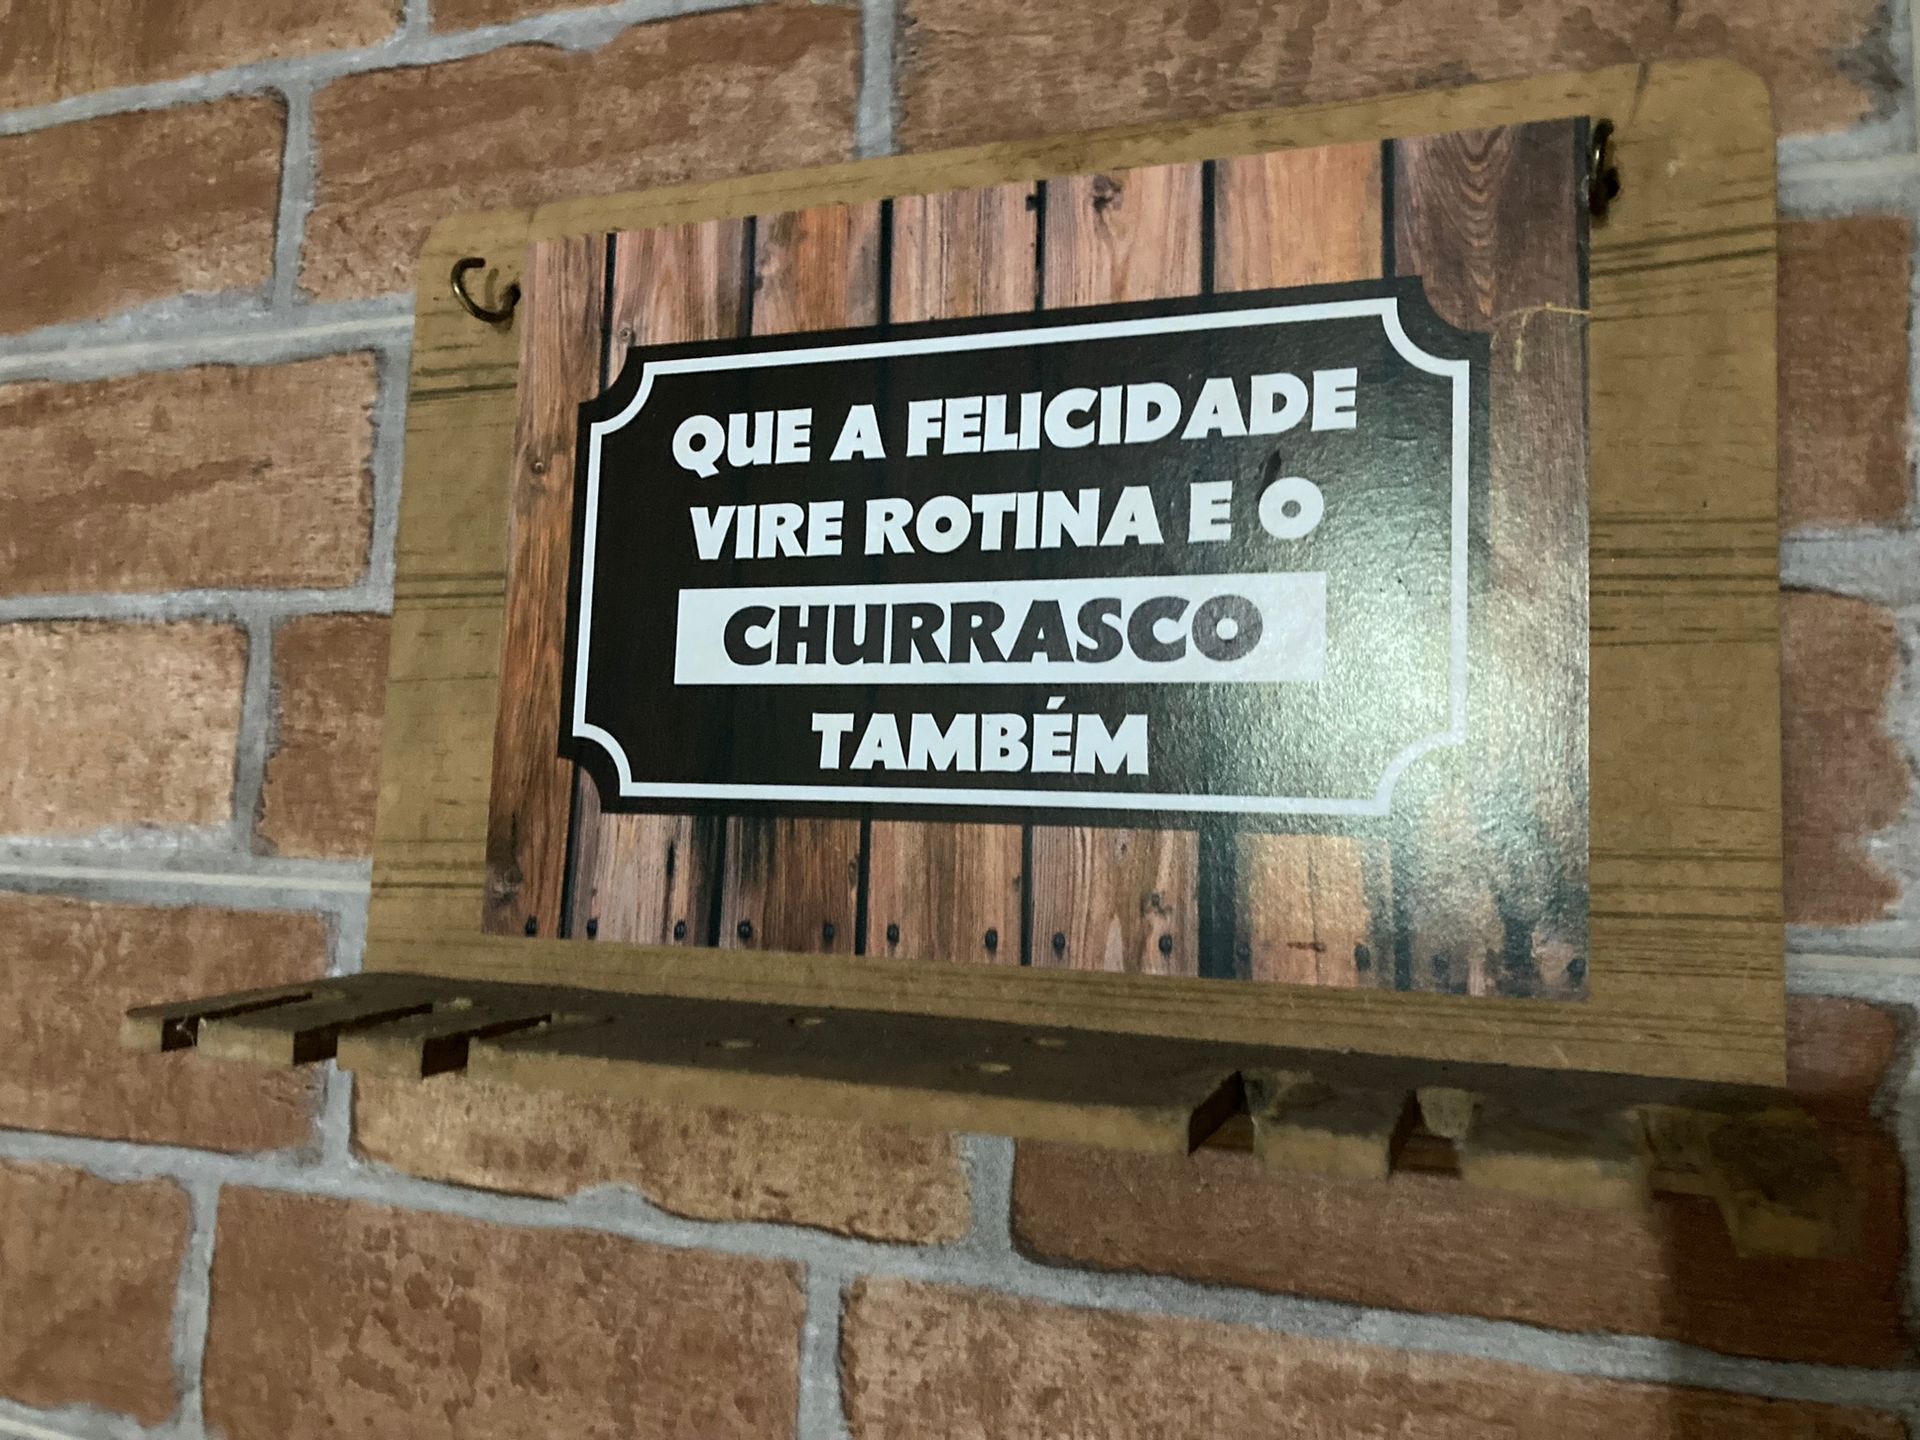 QUE A FELICIDADE
VIRE ROTINA E O
CHURRASCO
TAMBÉM